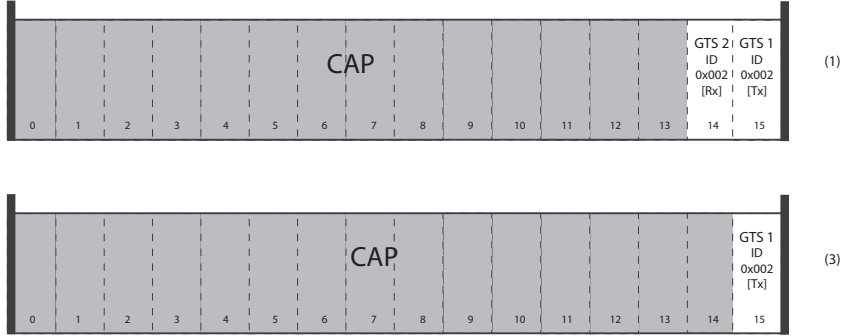 CAP
GTS 2 ID 0x002 [Rx]
GTS 1 ID 0x002 [Tx]
0 1 2 3 4 5 6 7 8 9 10 11 12 13 14 15
(1)
CAP
GTS 1 ID 0x002 [Tx]
0 1 2 3 4 5 6 7 8 9 10 11 12 13 14 15
(3)